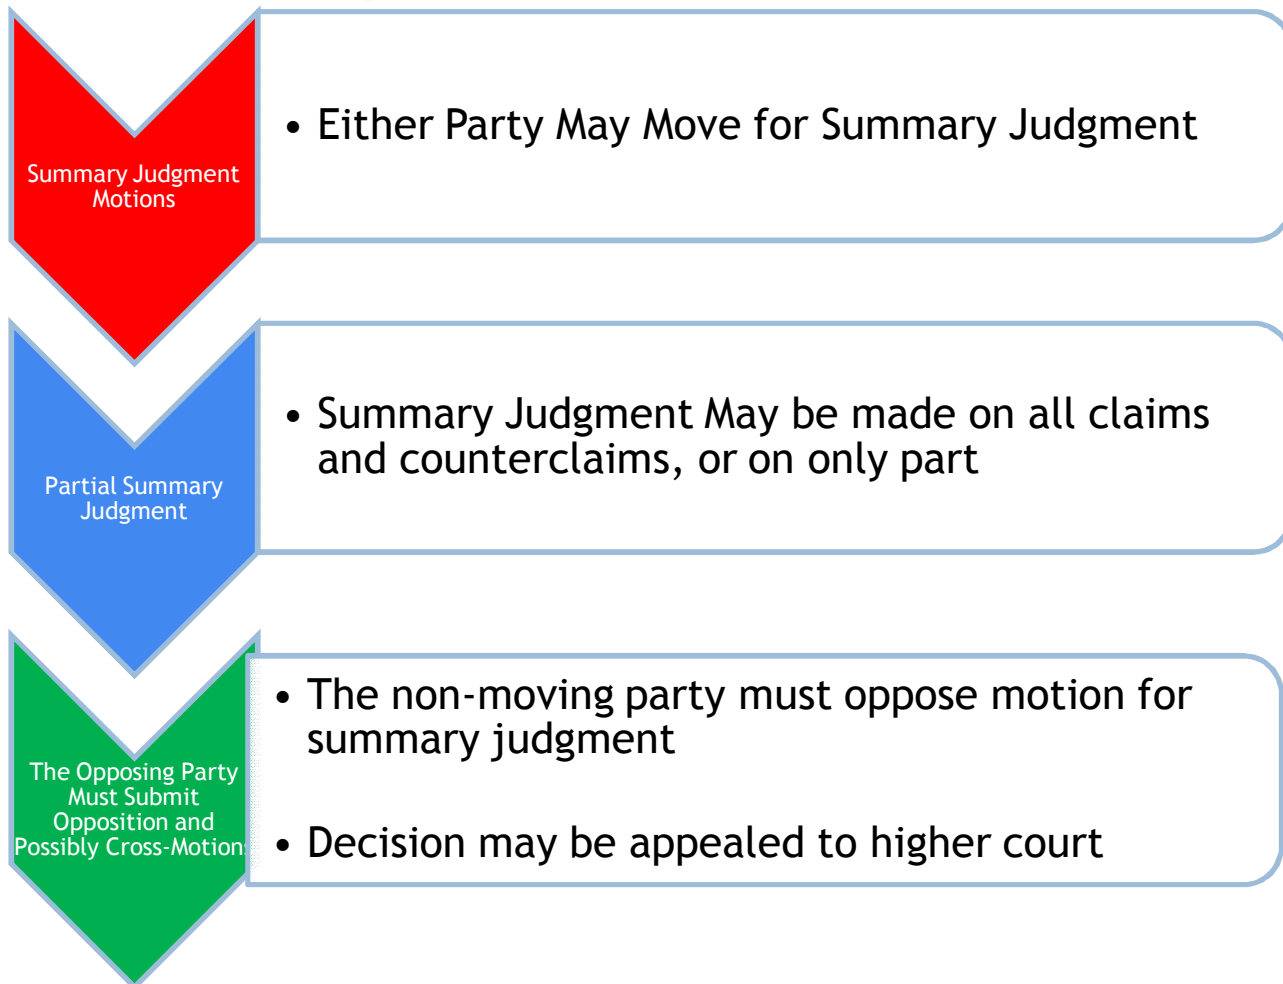 Summary Judgment
Motions
• Either Party May Move for Summary Judgment
Partial Summary
Judgment
• Summary Judgment May be made on all claims
and counterclaims, or on only part
The Opposing Party
Must Submit
Opposition and
Possibly Cross-Motions
• The non-moving party must oppose motion for
summary judgment
• Decision may be appealed to higher court